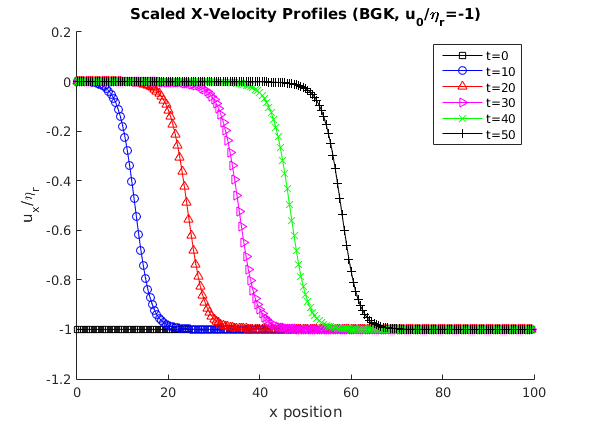 Scaled X-Velocity Profiles (BGK, u₀/ηᵣ=-1)
0.2
0
-0.2
-0.4
-0.6
-0.8
-1
-1.2
uₓ/ηᵣ
t=0
t=10
t=20
t=30
t=40
t=50
0 20 40 60 80 100
x position